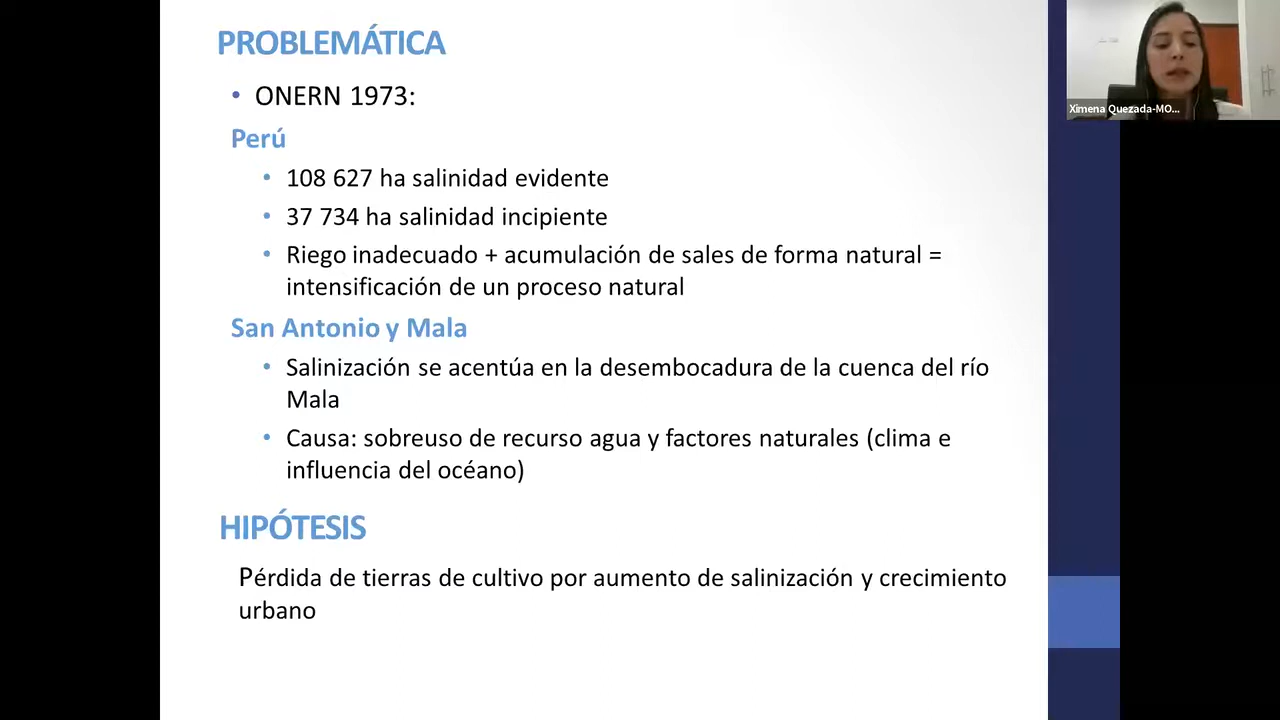 PROBLEMÁTICA
• ONERN 1973:
Perú
• 108 627 ha salinidad evidente
• 37 734 ha salinidad incipiente
• Riego inadecuado + acumulación de sales de forma natural =
intensificación de un proceso natural
San Antonio y Mala
• Salinización se acentúa en la desembocadura de la cuenca del río
Mala
• Causa: sobreuso de recurso agua y factores naturales (clima e
influencia del océano)
HIPÓTESIS
Pérdida de tierras de cultivo por aumento de salinización y crecimiento
urbano
Ximena Quezada-MO...